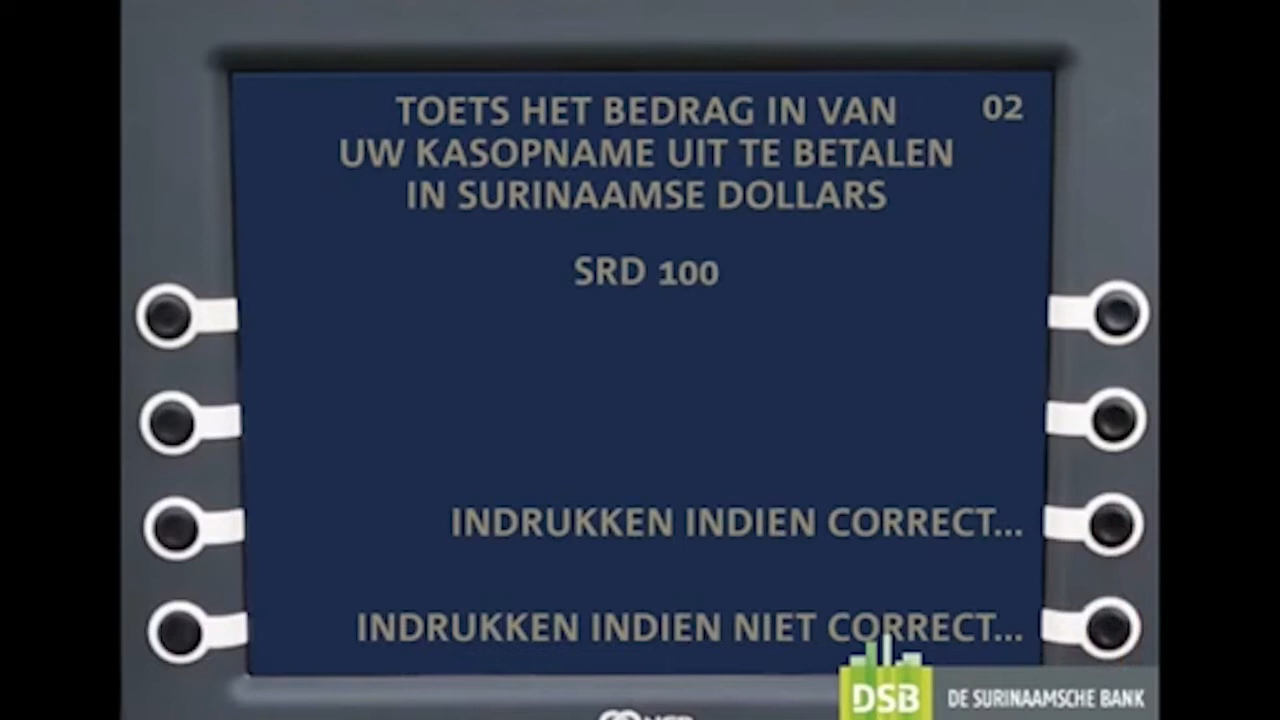 TOETS HET BEDRAG IN VAN
02
UW KASOPNAME UIT TE BETALEN
IN SURINAAMSE DOLLARS
SRD 100
INDRUKKEN INDIEN CORRECT...
INDRUKKEN INDIEN NIET CORRECT...
DSB DE SURINAAMSCHE BANK